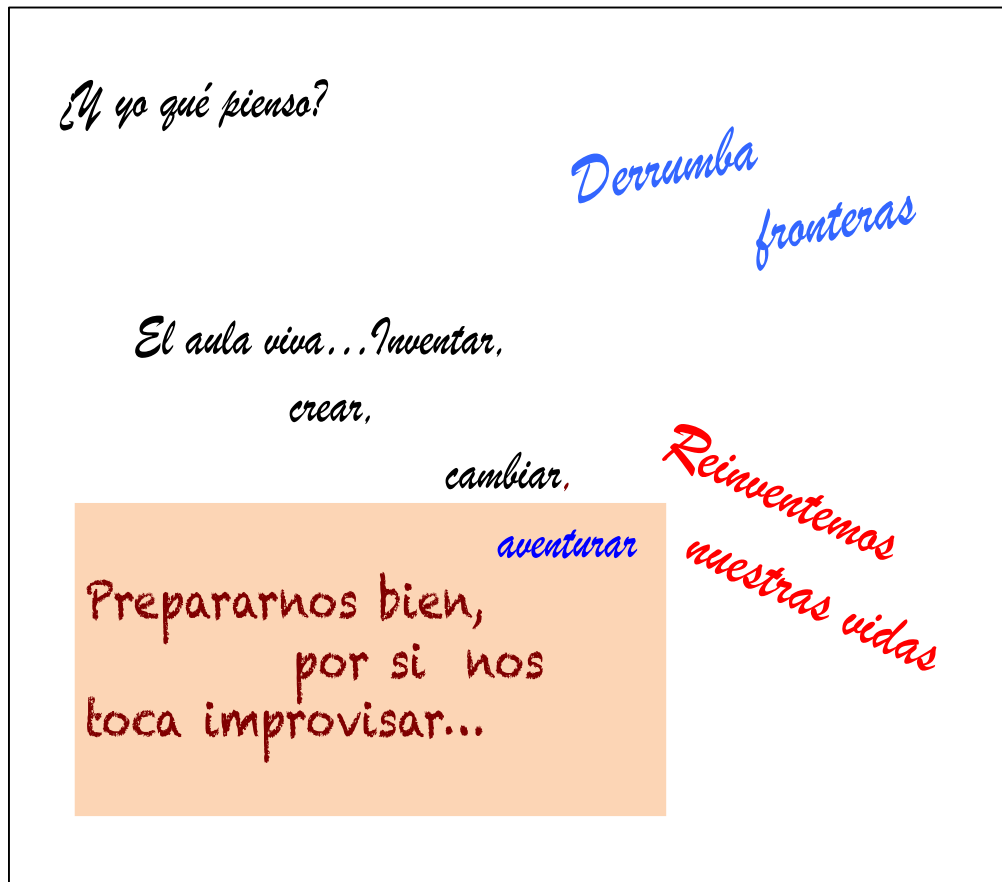 ¿Y yo qué pienso?
Derrumba
fronteras
El aula viva...Inventar,
crear,
cambiar,
aventurar
Reinventemos
nuestras vidas
Prepararnos bien,
por si nos
toca improvisar...